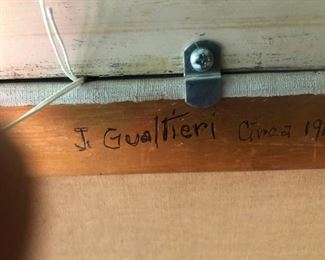 J. Gualtieri Circa 19